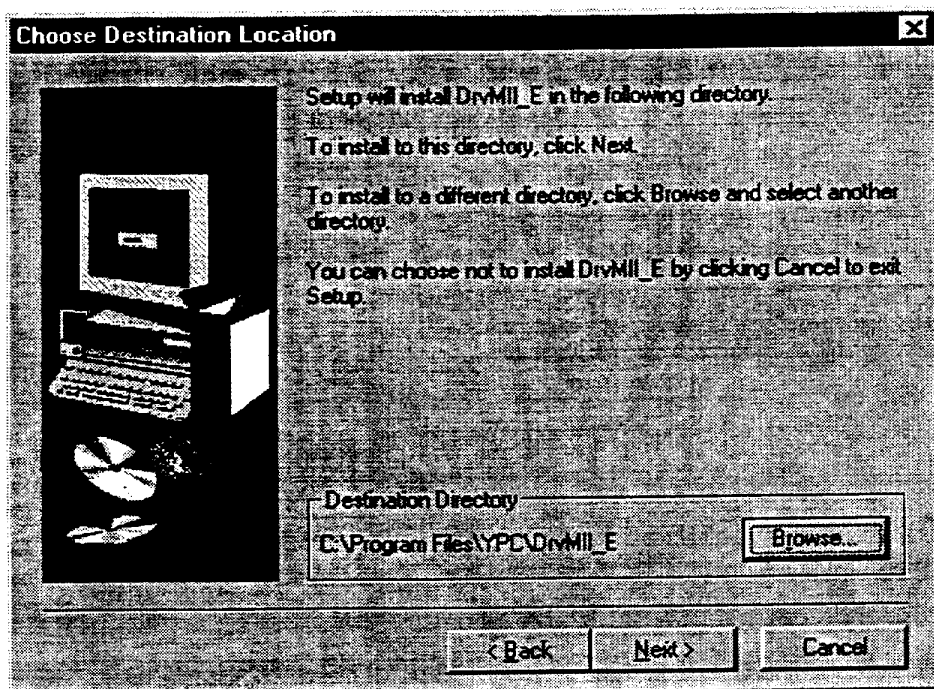 Choose Destination Location
Setup will install DrvMII_E in the following directory.
To install to this directory, click Next.
To install to a different directory, click Browse and select another
directory.
You can choose not to install DrvMII_E by clicking Cancel to exit
Setup.
Destination Directory
C:\Program Files\YPC\DrvMII_E
Browse...
< Back
Next >
Cancel